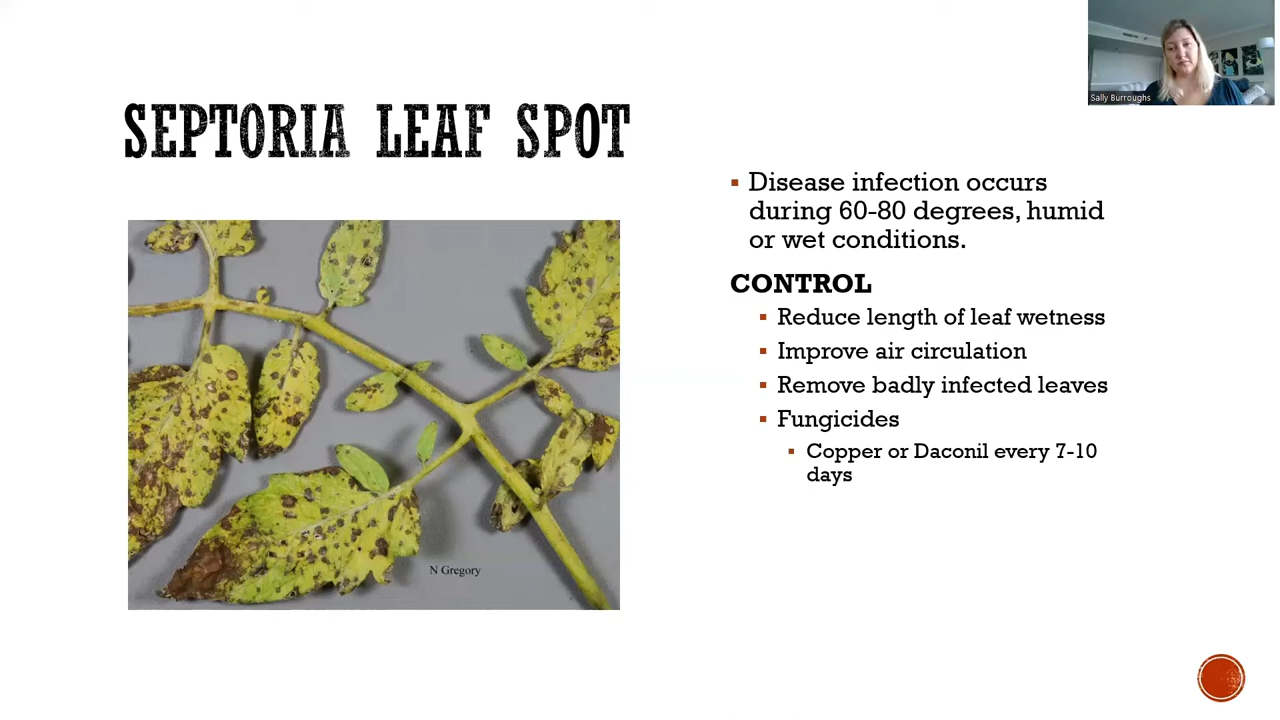 Sally Burroughs
SEPTORIA LEAF SPOT
Disease infection occurs
during 60-80 degrees, humid
or wet conditions.
CONTROL
Reduce length of leaf wetness
Improve air circulation
Remove badly infected leaves
Fungicides
Copper or Daconil every 7-10
days
N Gregory